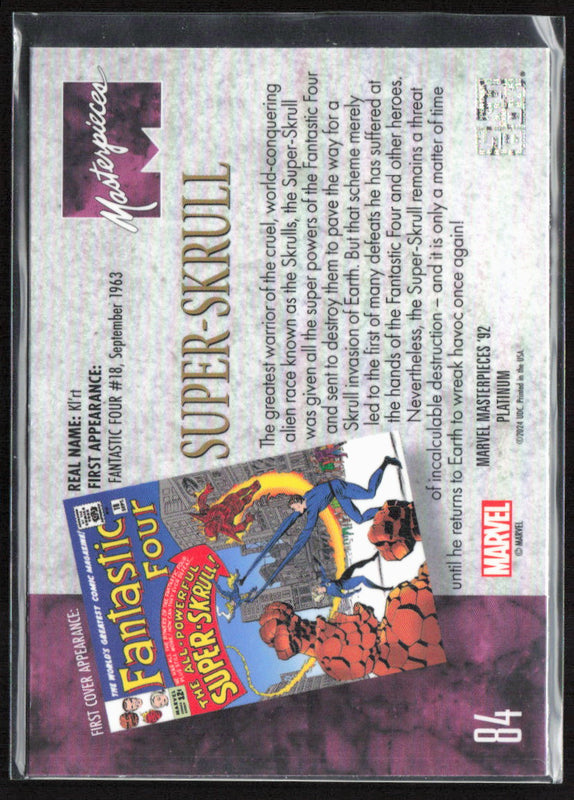 Masterpieces
REAL NAME: Kl'rt
FIRST APPEARANCE:
FANTASTIC FOUR #18, September 1963
SUPER-SKRULL
The greatest warrior of the cruel, world-conquering
alien race known as the Skrulls, the Super-Skrull
was given all the super powers of the Fantastic Four
and sent to destroy them to pave the way for a
Skrull invasion of Earth. But that scheme merely
led to the first of many defeats he has suffered at
the hands of the Fantastic Four and other heroes.
Nevertheless, the Super-Skrull remains a threat
of incalculable destruction – and it is only a matter of time
until he returns to Earth to wreak havoc once again!
MARVEL MASTERPIECES '92
PLATINUM
©2024 UDC. Printed in the USA.
MARVEL
© MARVEL
FIRST COVER APPEARANCE:
THE WORLD'S GREATEST COMIC MAGAZINE!
Fantastic
FOUR
18
12¢
THE ALL-POWERFUL
SUPER-SKRULL!
84